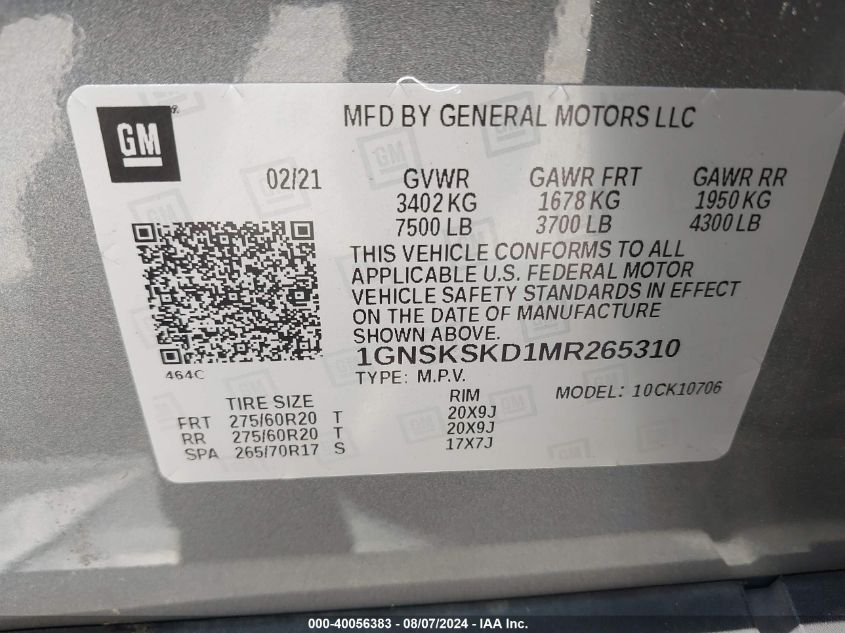 GM
MFD BY GENERAL MOTORS LLC
02/21 GVWR GAWR FRT GAWR RR
3402 KG 1678 KG 1950 KG
7500 LB 3700 LB 4300 LB
THIS VEHICLE CONFORMS TO ALL
APPLICABLE U.S. FEDERAL MOTOR
VEHICLE SAFETY STANDARDS IN EFFECT
ON THE DATE OF MANUFACTURE
SHOWN ABOVE.
1GNSKSKD1MR265310
464C
TYPE: M.P.V. MODEL: 10CK10706
TIRE SIZE RIM
FRT 275/60R20 T 20X9J
RR 275/60R20 T 20X9J
SPA 265/70R17 S 17X7J
000-40056383 - 08/07/2024 - IAA Inc.